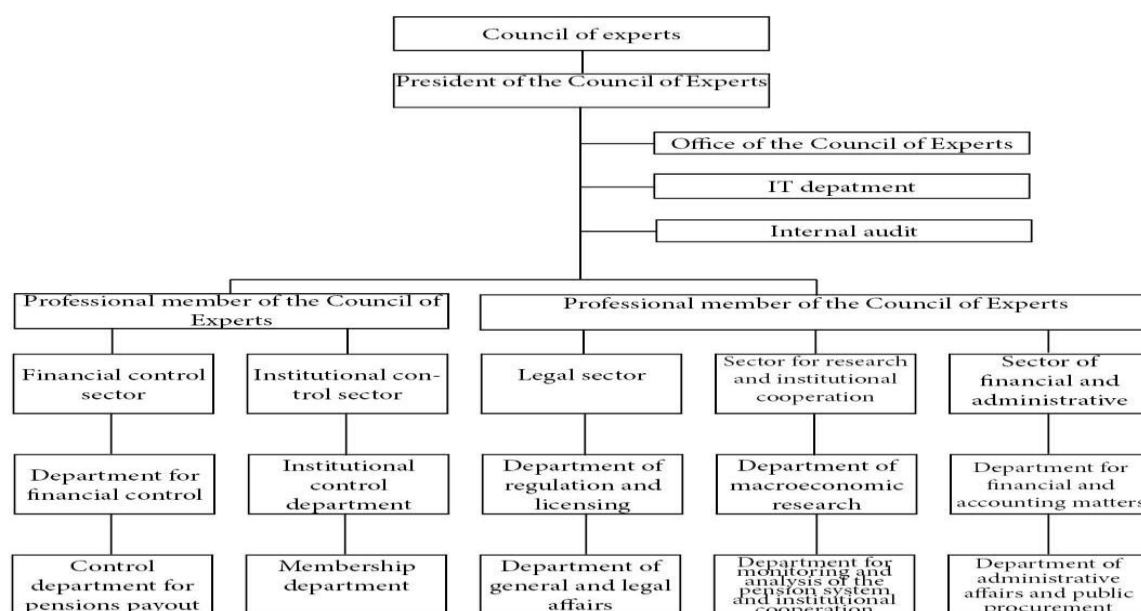 Council of experts
President of the Council of Experts
Office of the Council of Experts
IT depatment
Internal audit
Professional member of the Council of
Experts
Professional member of the Council of Experts
Financial control
sector
Institutional con-
trol sector
Legal sector
Sector for research
and institutional
cooperation
Sector of
financial and
administrative
Department for
financial control
Institutional
control
department
Department of
regulation and
licensing
Department of
macroeconomic
research
Department for
financial and
accounting matters
Control
department for
pensions payout
Membership
department
Department of
general and legal
affairs
Department for
monitoring and
analysis of the
pension system
and institutional
cooperation
Department of
administrative
affairs and public
procurement